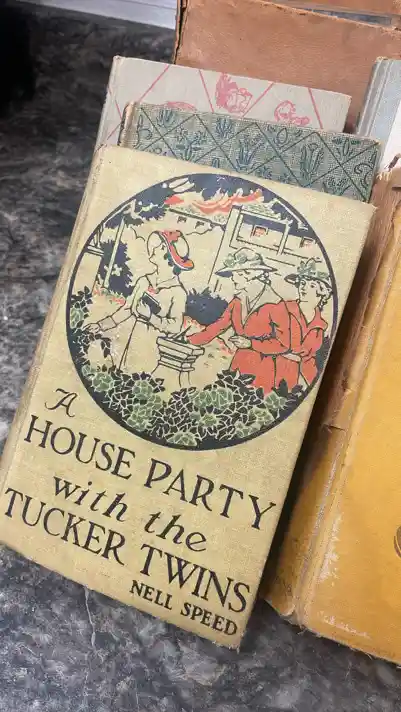 A
HOUSE PARTY
with the
TUCKER TWINS
NELL SPEED